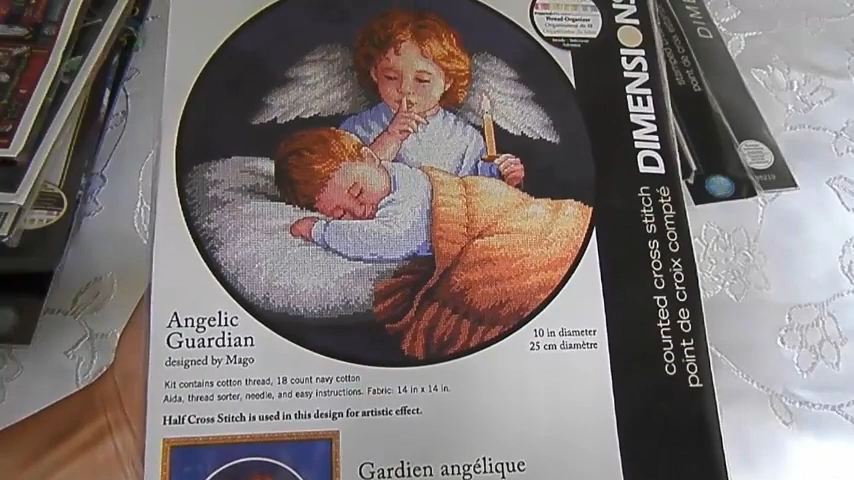 Thread Organizer
DIMENSIONS
counted cross stitch
point de croix compté
Angelic
Guardian
designed by Mago
10 in diameter
25 cm diamètre
Kit contains cotton thread, 18 count navy cotton
Aida, thread sorter, needle, and easy instructions. Fabric: 14 in x 14 in.
Half Cross Stitch is used in this design for artistic effect.
Gardien angélique